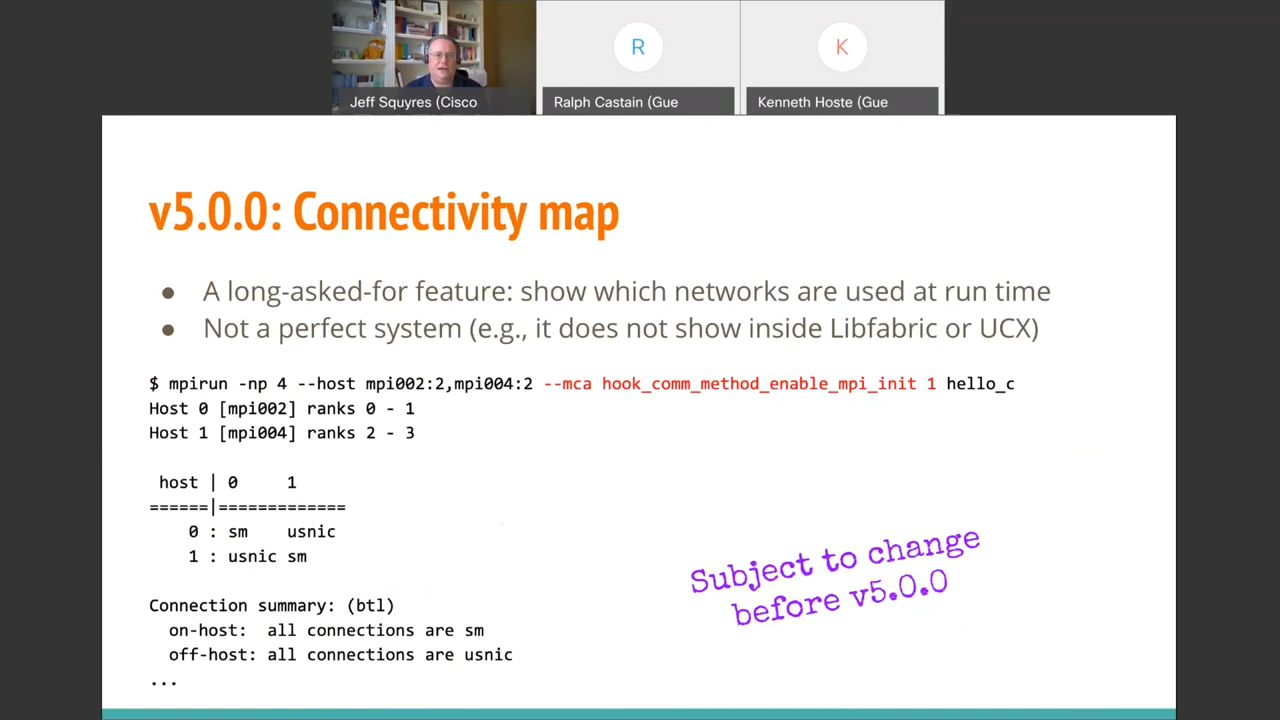 R
K
Jeff Squyres (Cisco
Ralph Castain (Gue
Kenneth Hoste (Gue
v5.0.0: Connectivity map
● A long-asked-for feature: show which networks are used at run time
● Not a perfect system (e.g., it does not show inside Libfabric or UCX)
$ mpirun -np 4 --host mpi002:2,mpi004:2 --mca hook_comm_method_enable_mpi_init 1 hello_c
Host 0 [mpi002] ranks 0 - 1
Host 1 [mpi004] ranks 2 - 3
host | 0 1
======|=============
0 : sm usnic
1 : usnic sm
Connection summary: (btl)
on-host: all connections are sm
off-host: all connections are usnic
...
Subject to change
before v5.0.0